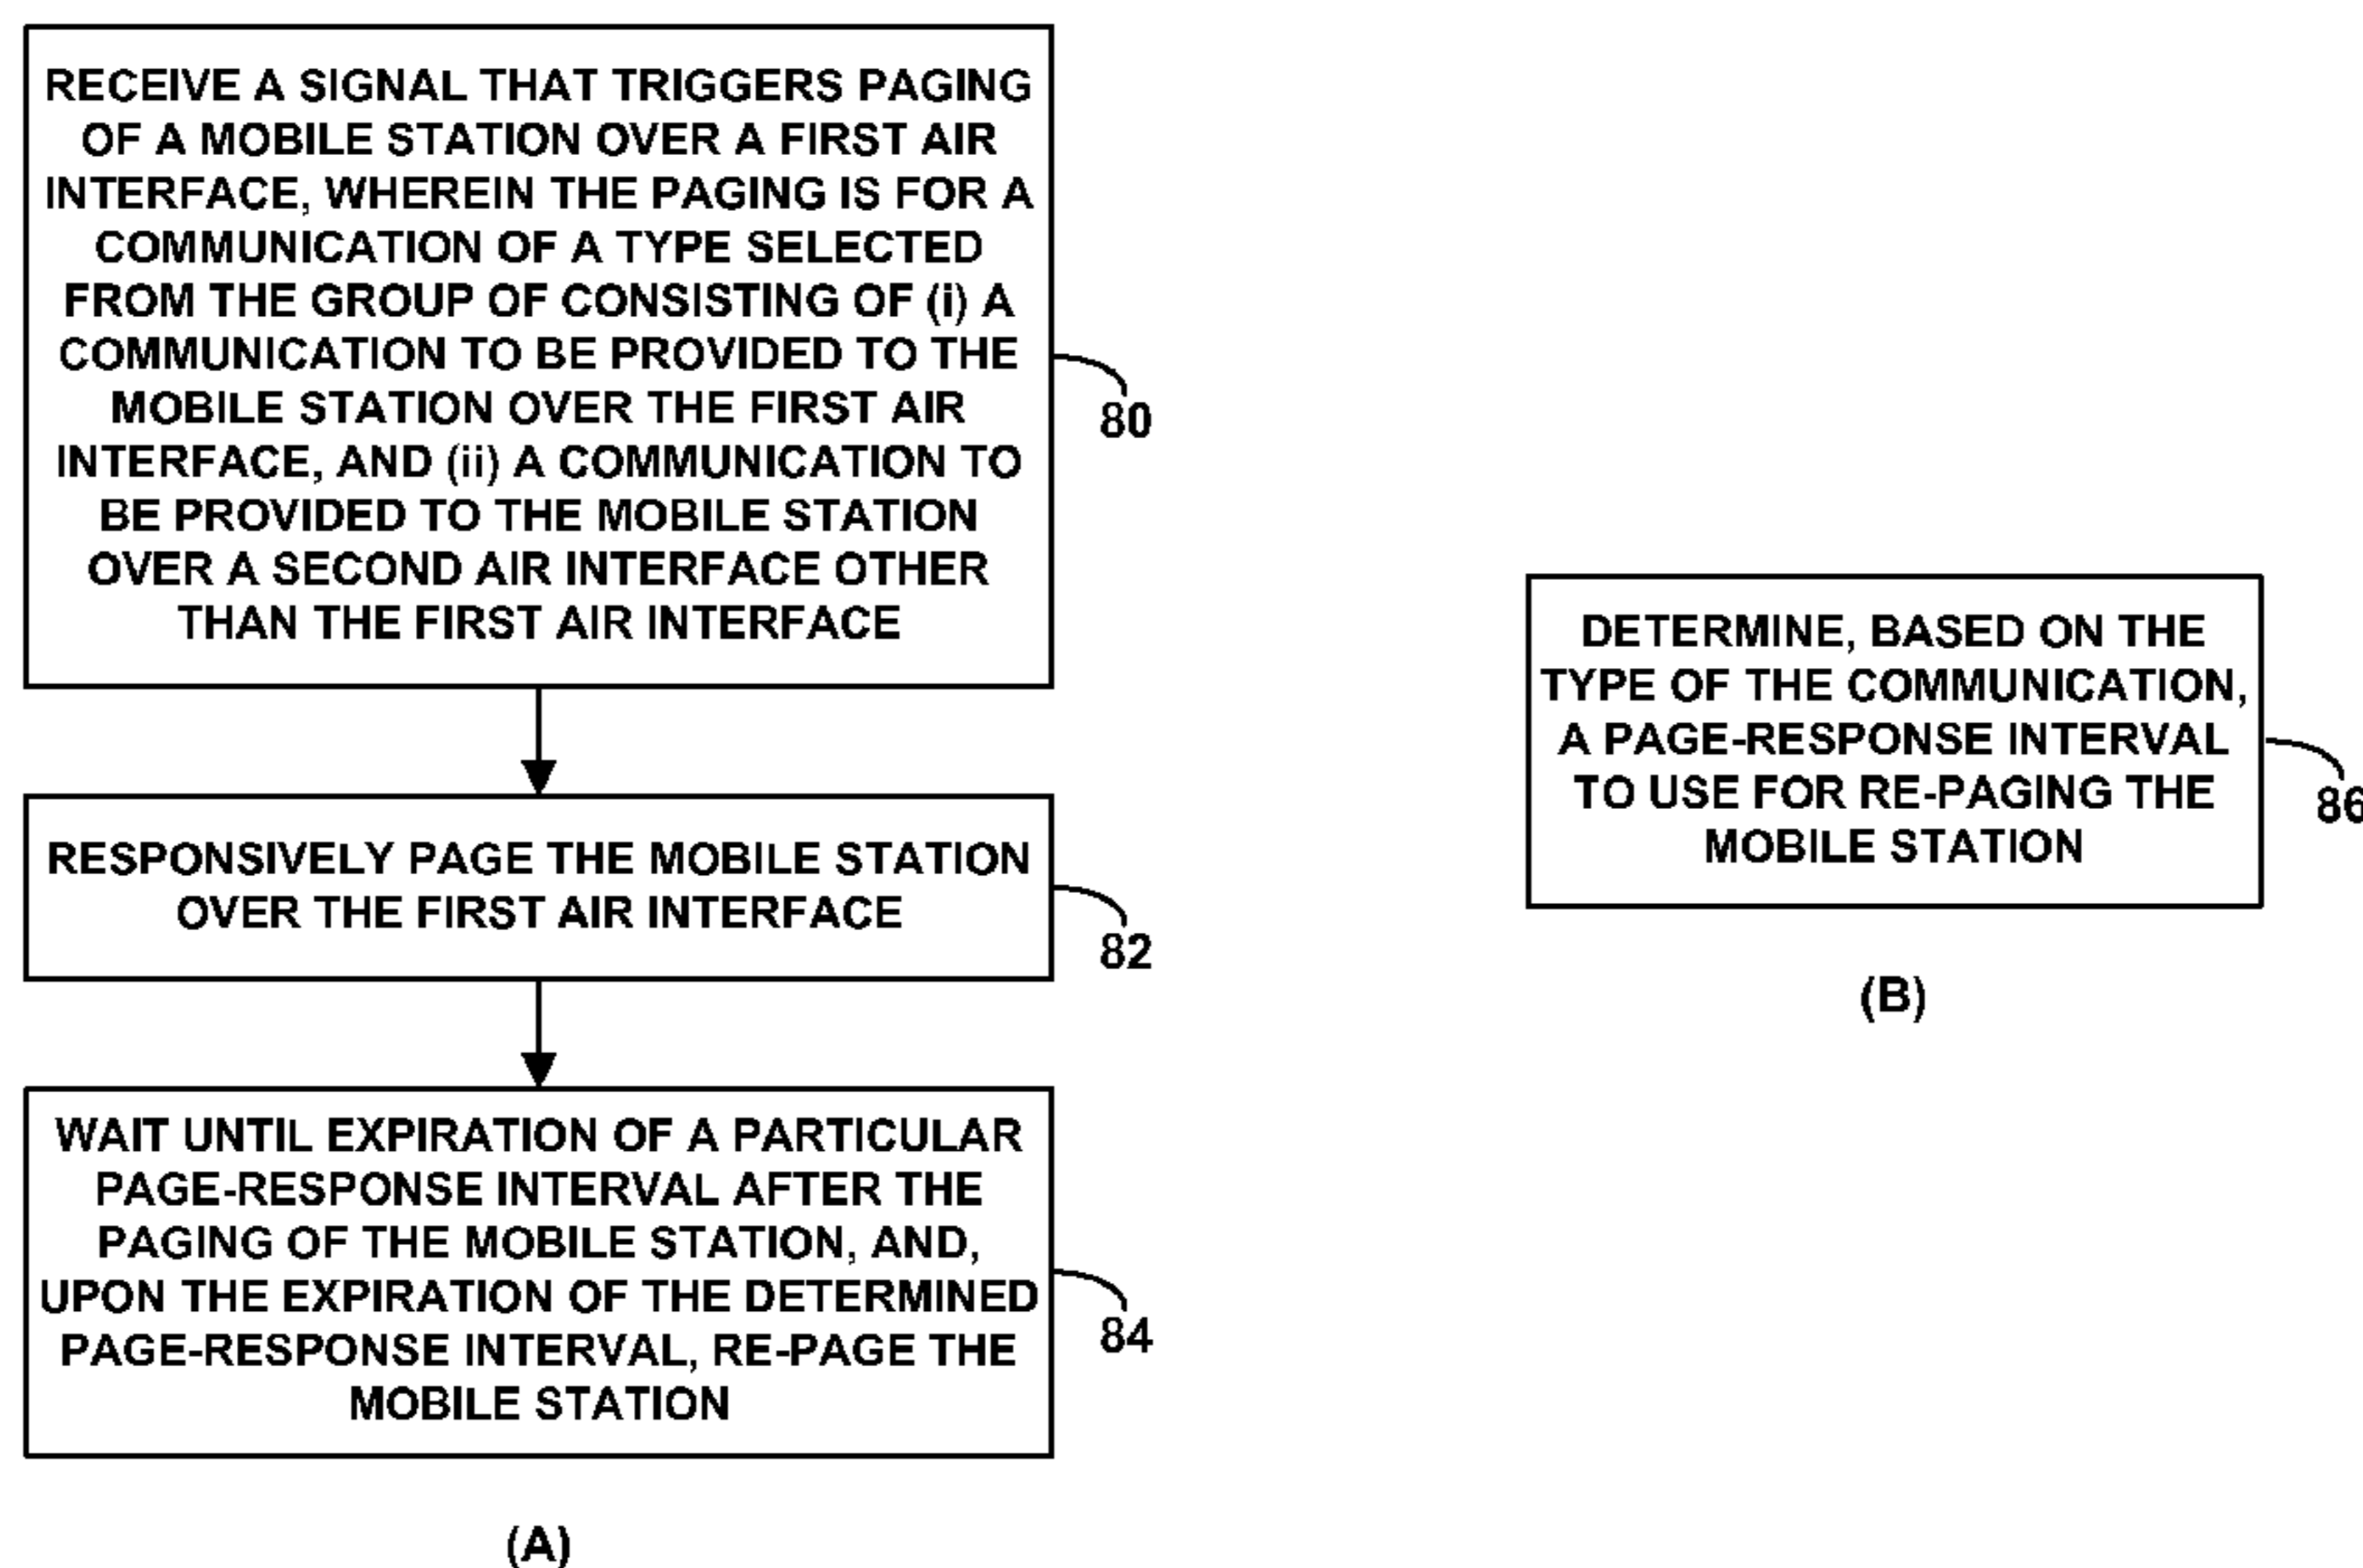 RECEIVE A SIGNAL THAT TRIGGERS PAGING
OF A MOBILE STATION OVER A FIRST AIR
INTERFACE, WHEREIN THE PAGING IS FOR A
COMMUNICATION OF A TYPE SELECTED
FROM THE GROUP OF CONSISTING OF (i) A
COMMUNICATION TO BE PROVIDED TO THE
MOBILE STATION OVER THE FIRST AIR
INTERFACE, AND (ii) A COMMUNICATION TO
BE PROVIDED TO THE MOBILE STATION
OVER A SECOND AIR INTERFACE OTHER
THAN THE FIRST AIR INTERFACE
80
RESPONSIVELY PAGE THE MOBILE STATION
OVER THE FIRST AIR INTERFACE
82
WAIT UNTIL EXPIRATION OF A PARTICULAR
PAGE-RESPONSE INTERVAL AFTER THE
PAGING OF THE MOBILE STATION, AND,
UPON THE EXPIRATION OF THE DETERMINED
PAGE-RESPONSE INTERVAL, RE-PAGE THE
MOBILE STATION
84
(A)
DETERMINE, BASED ON THE
TYPE OF THE COMMUNICATION,
A PAGE-RESPONSE INTERVAL
TO USE FOR RE-PAGING THE
MOBILE STATION
86
(B)